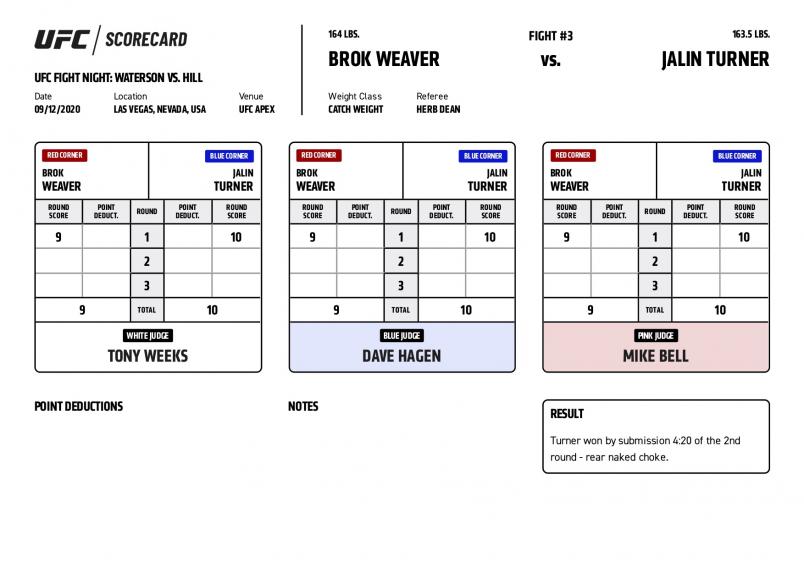 UFC SCORECARD
UFC FIGHT NIGHT: WATERSON VS. HILL
Date Location Venue
09/12/2020 LAS VEGAS, NEVADA, USA UFC APEX
164 LBS. FIGHT #3 163.5 LBS.
BROK WEAVER VS. JALIN TURNER
Weight Class Referee
CATCH WEIGHT HERB DEAN
RED CORNER BLUE CORNER
BROK JALIN
WEAVER TURNER
ROUND SCORE POINT DEDUCT. ROUND POINT DEDUCT. ROUND SCORE
9 1 10
2
3
9 TOTAL 10
WHITE JUDGE
TONY WEEKS
RED CORNER BLUE CORNER
BROK JALIN
WEAVER TURNER
ROUND SCORE POINT DEDUCT. ROUND POINT DEDUCT. ROUND SCORE
9 1 10
2
3
9 TOTAL 10
BLUE JUDGE
DAVE HAGEN
RED CORNER BLUE CORNER
BROK JALIN
WEAVER TURNER
ROUND SCORE POINT DEDUCT. ROUND POINT DEDUCT. ROUND SCORE
9 1 10
2
3
9 TOTAL 10
PINK JUDGE
MIKE BELL
POINT DEDUCTIONS
NOTES
RESULT
Turner won by submission 4:20 of the 2nd
round - rear naked choke.